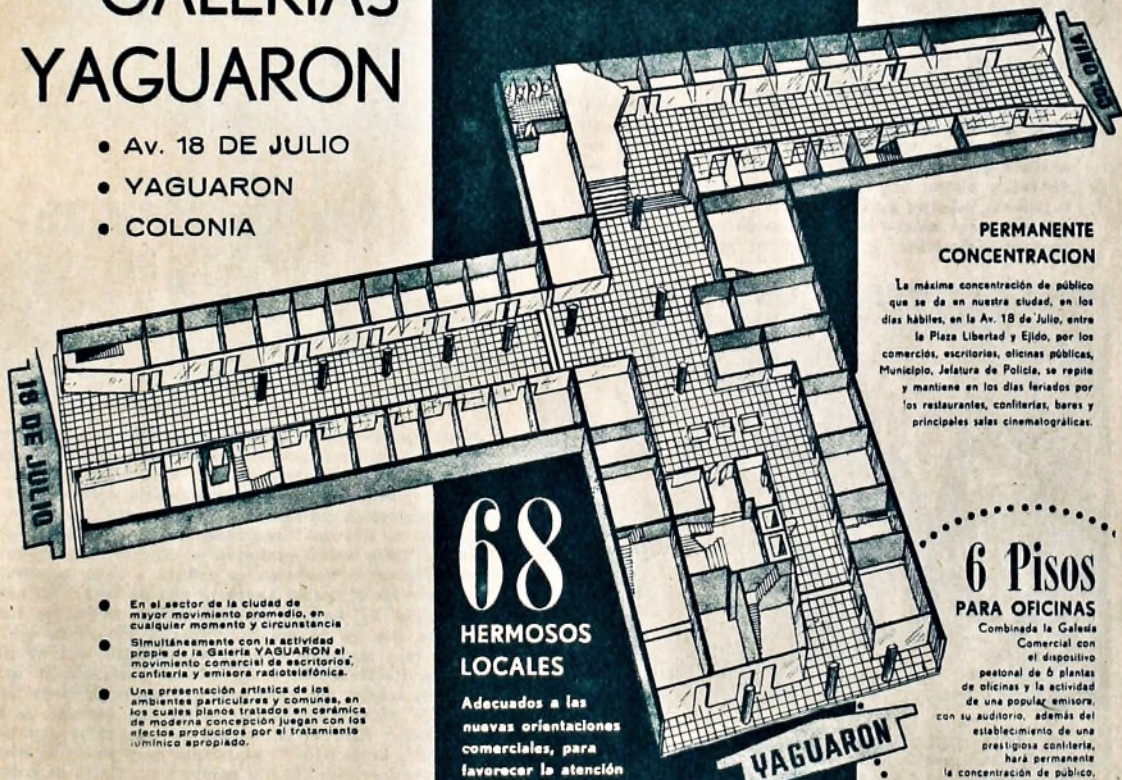 GALERIAS
YAGUARON
• Av. 18 DE JULIO
• YAGUARON
• COLONIA
COLONIA
18 DE JULIO
YAGUARON
PERMANENTE
CONCENTRACION
La máxima concentración de público
que se da en nuestra ciudad, en los
días hábiles, en la Av. 18 de Julio, entre
la Plaza Libertad y Ejido, por los
comercios, escritorios, oficinas públicas,
Municipio, Jefatura de Policía, se repite
y mantiene en los días feriados por
los restaurantes, confiterías, bares y
principales salas cinematográficas.
● En el sector de la ciudad de
mayor movimiento promedio, en
cualquier momento y circunstancia
● Simultáneamente con la actividad
propia de la Galería YAGUARON el
movimiento comercial de escritorios,
confitería y emisora radiotelefónica.
● Una presentación artística de los
ambientes particulares y comunes, en
los cuales planos tratados en cerámica
de moderna concepción juegan con los
efectos producidos por el tratamiento
lumínico apropiado.
68
HERMOSOS
LOCALES
Adecuados a las
nuevas orientaciones
comerciales, para
favorecer la atención
6 Pisos
PARA OFICINAS
Combinada la Galería
Comercial con
el dispositivo
peatonal de 6 plantas
de oficinas y la actividad
de una popular emisora,
con su auditorio, además del
establecimiento de una
prestigiosa confitería,
hará permanente
la concentración de público.